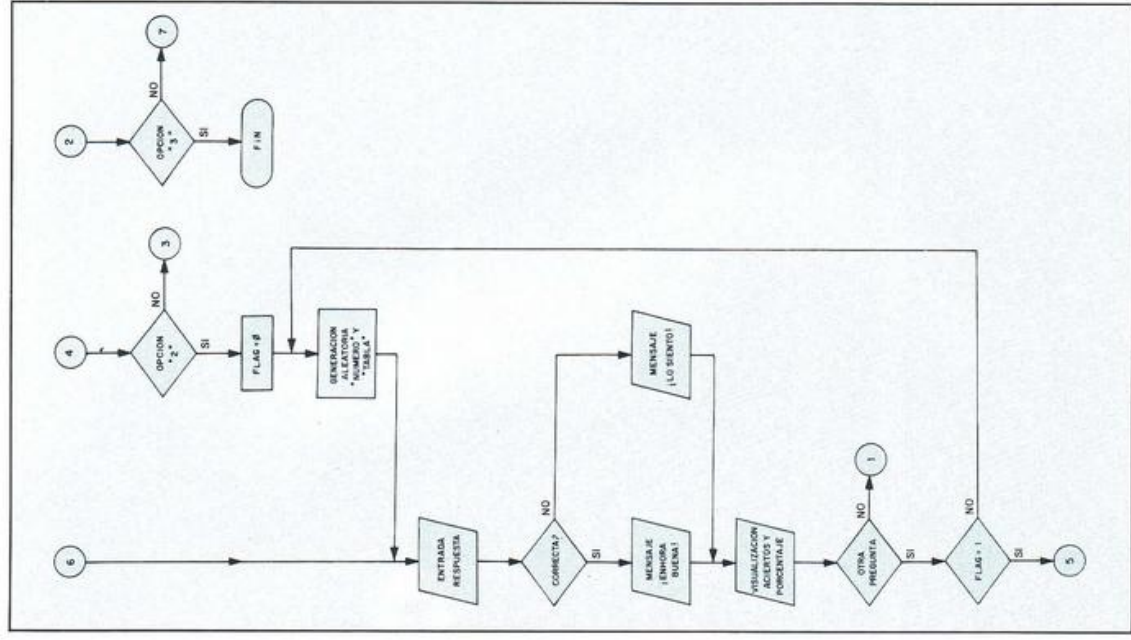 6
ENTRADA
RESPUESTA
CORRECTA?
NO
SI
MENSAJE
¡ENHORA
BUENA!
MENSAJE
¡LO SIENTO!
VISUALIZACION
ACIERTOS Y
PORCENTAJE
OTRA
PREGUNTA
NO
1
SI
FLAG = 1
NO
SI
5
4
OPCION
"2"
NO
3
SI
FLAG = Ø
GENERACION
ALEATORIA
"NUMERO" Y
"TABLA"
2
OPCION
"3"
NO
7
SI
FIN